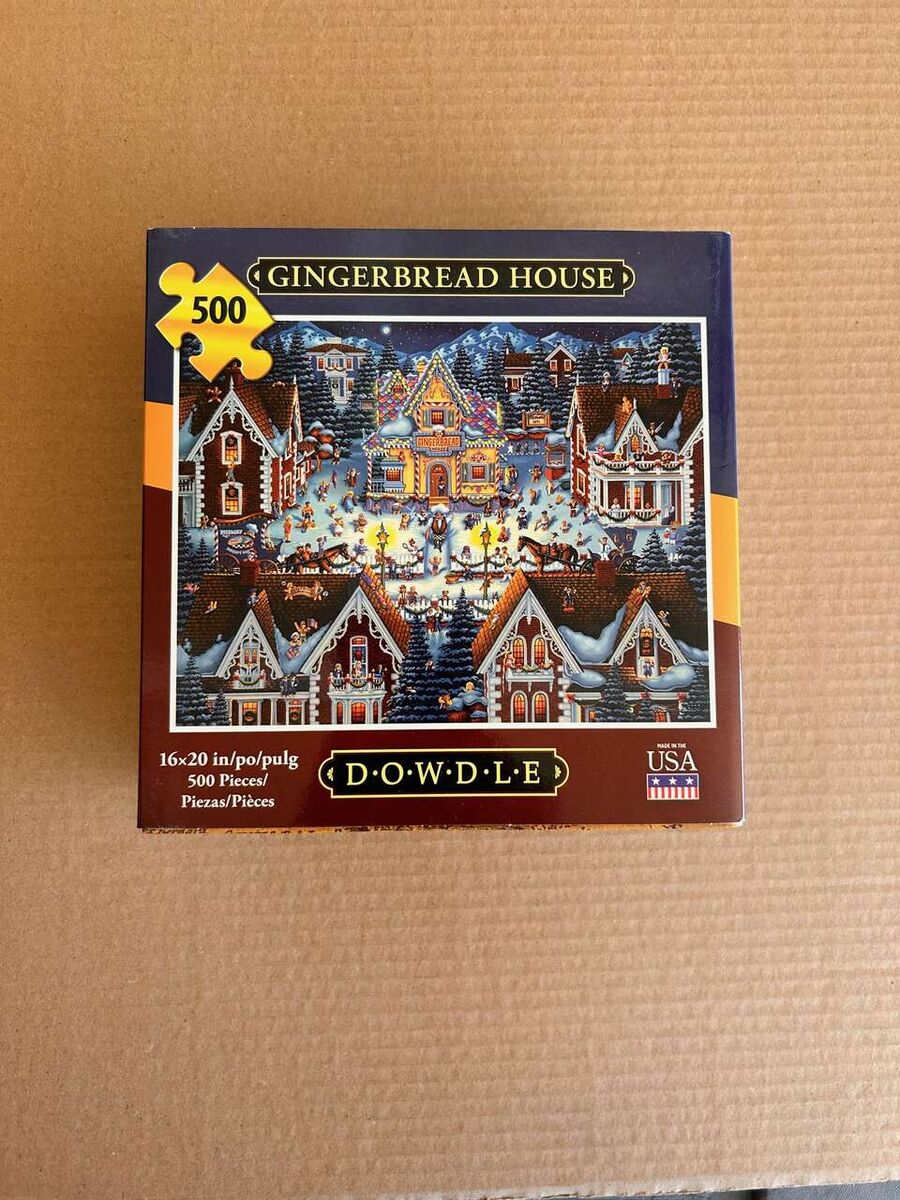 GINGERBREAD HOUSE
500
GINGERBREAD
16×20 in/po/pulg
500 Pieces/
Piezas/Pièces
D·O·W·D·L·E
MADE IN THE
USA